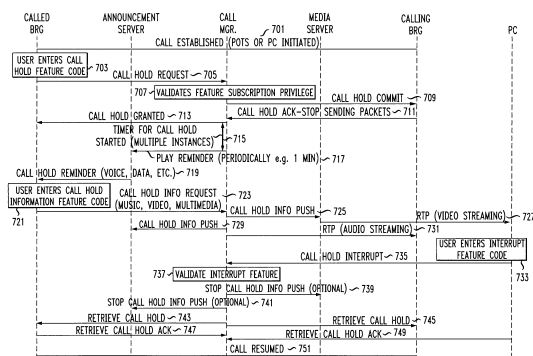 CALLED
BRG
ANNOUNCEMENT
SERVER
CALL
MGR.
701
MEDIA
SERVER
CALLING
BRG
PC
CALL ESTABLISHED (POTS OR PC INITIATED)
USER ENTERS CALL
HOLD FEATURE CODE
703
CALL HOLD REQUEST 705
707 VALIDATES FEATURE SUBSCRIPTION PRIVILEGE
CALL HOLD COMMIT 709
CALL HOLD ACK-STOP SENDING PACKETS 711
CALL HOLD GRANTED 713
TIMER FOR CALL HOLD
STARTED (MULTIPLE INSTANCES) 715
PLAY REMINDER (PERIODICALLY e.g. 1 MIN) 717
CALL HOLD REMINDER (VOICE, DATA, ETC.) 719
USER ENTERS CALL HOLD
INFORMATION FEATURE CODE
721
CALL HOLD INFO REQUEST 723
(MUSIC, VIDEO, MULTIMEDIA)
CALL HOLD INFO PUSH 725
RTP (VIDEO STREAMING) 727
CALL HOLD INFO PUSH 729
RTP (AUDIO STREAMING) 731
USER ENTERS INTERRUPT
FEATURE CODE
733
CALL HOLD INTERRUPT 735
737 VALIDATE INTERRUPT FEATURE
STOP CALL HOLD INFO PUSH (OPTIONAL) 739
STOP CALL HOLD INFO PUSH (OPTIONAL) 741
RETRIEVE CALL HOLD 743
RETRIEVE CALL HOLD 745
RETRIEVE CALL HOLD ACK 747
RETRIEVE CALL HOLD ACK 749
CALL RESUMED 751